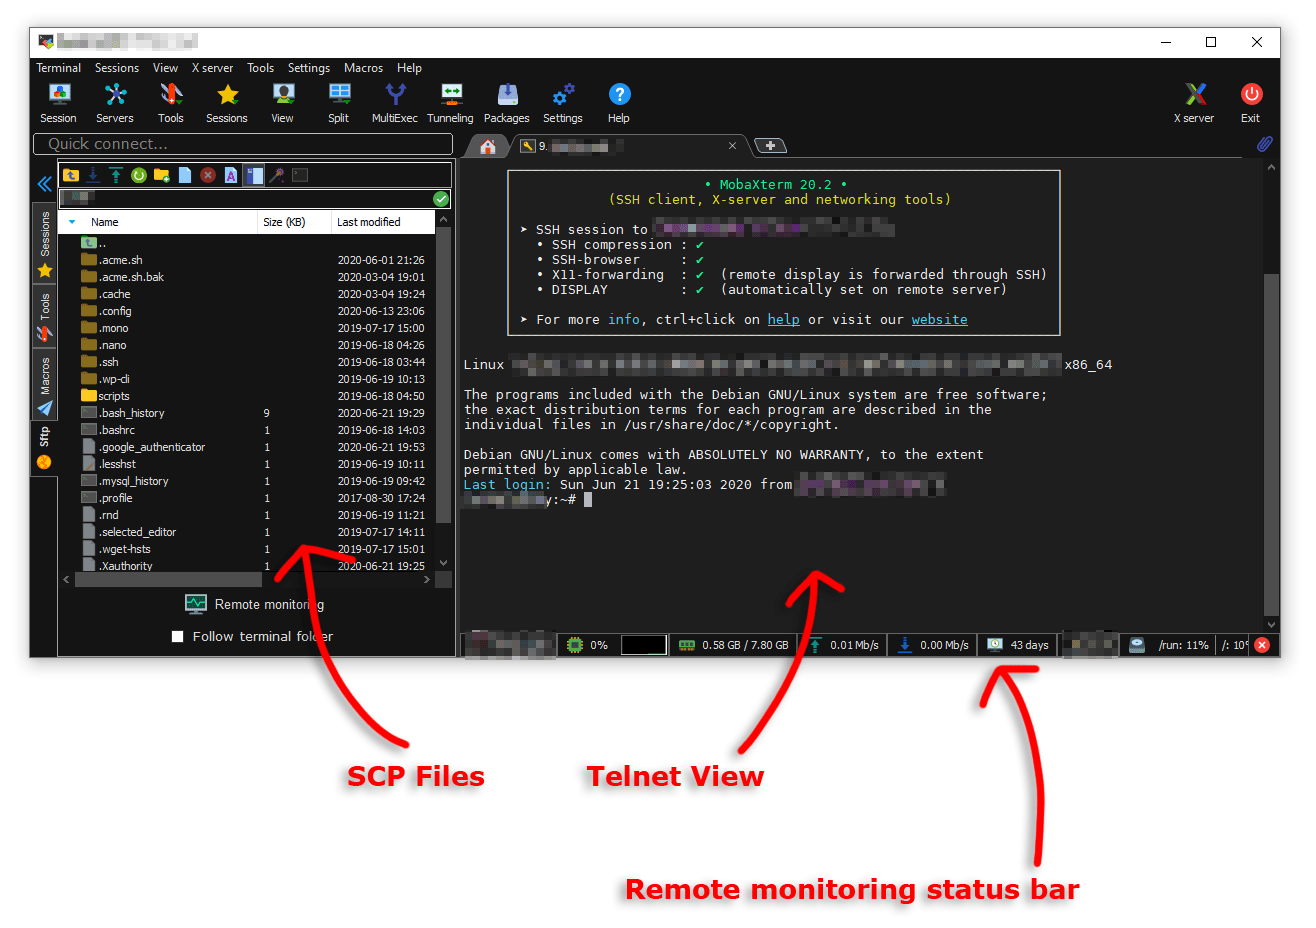 Terminal Sessions View X server Tools Settings Macros Help
Session Servers Tools Sessions View Split MultiExec Tunneling Packages Settings Help X server Exit
Quick connect...
9.
Sessions
Tools
Macros
Sftp
Name Size (KB) Last modified
..
.acme.sh 2020-06-01 21:26
.acme.sh.bak 2020-03-04 19:01
.cache 2020-03-04 19:24
.config 2020-06-13 23:06
.mono 2019-07-17 15:00
.nano 2019-06-18 04:26
.ssh 2020-06-18 03:44
.wp-cli 2019-06-19 10:13
scripts 2019-06-18 04:50
.bash_history 9 2020-06-21 19:29
.bashrc 1 2019-06-18 14:03
.google_authenticator 1 2020-06-21 19:53
.lesshst 1 2019-06-19 10:11
.mysql_history 1 2019-06-19 09:42
.profile 1 2017-08-30 17:24
.rnd 1 2019-06-19 11:21
.selected_editor 1 2019-07-17 14:11
.wget-hsts 1 2019-07-17 15:01
.Xauthority 1 2020-06-21 19:25
Remote monitoring
Follow terminal folder
• MobaXterm 20.2 •
(SSH client, X-server and networking tools)
➤ SSH session to
• SSH compression : ✔
• SSH-browser : ✔
• X11-forwarding : ✔ (remote display is forwarded through SSH)
• DISPLAY : ✔ (automatically set on remote server)
➤ For more info, ctrl+click on help or visit our website
Linux x86_64
The programs included with the Debian GNU/Linux system are free software;
the exact distribution terms for each program are described in the
individual files in /usr/share/doc/*/copyright.
Debian GNU/Linux comes with ABSOLUTELY NO WARRANTY, to the extent
permitted by applicable law.
Last login: Sun Jun 21 19:25:03 2020 from
y:~#
0% 0.58 GB / 7.80 GB 0.01 Mb/s 0.00 Mb/s 43 days /run: 11% /: 10%
SCP Files
Telnet View
Remote monitoring status bar